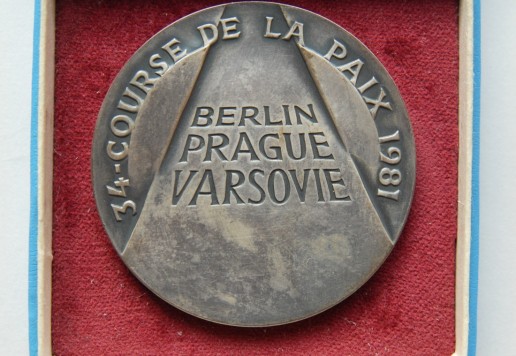 34-COURSE DE LA PAIX 1981
BERLIN
PRAGUE
VARSOVIE